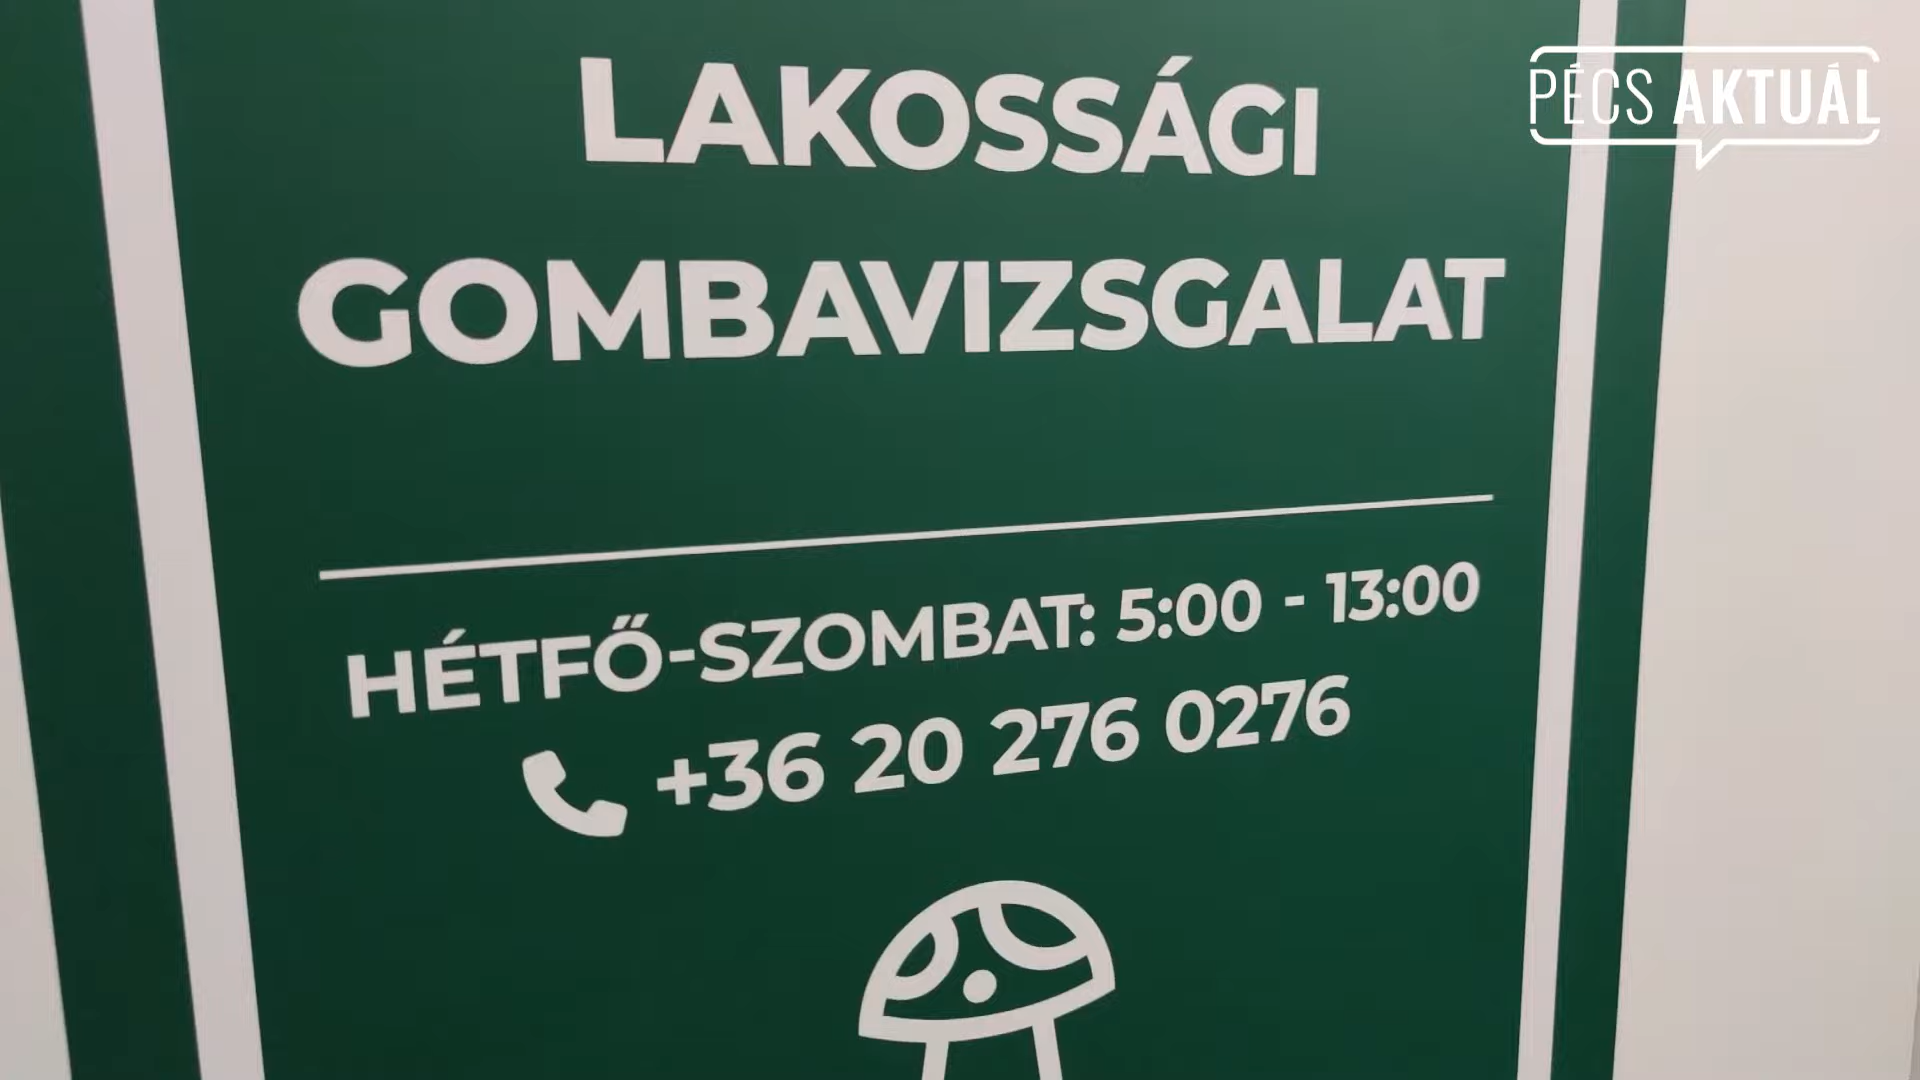 PÉCS AKTUÁL
LAKOSSÁGI
GOMBAVIZSGALAT
HÉTFŐ-SZOMBAT: 5:00 - 13:00
+36 20 276 0276